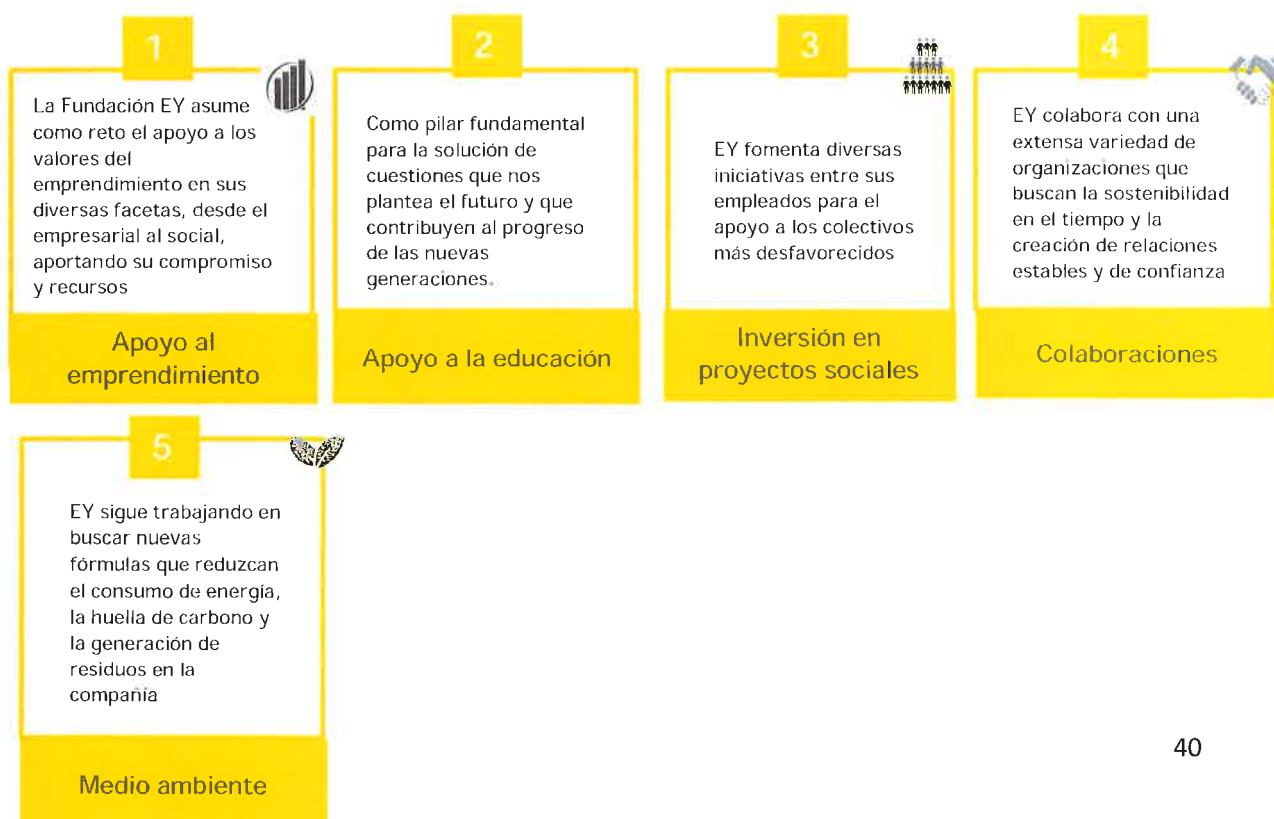 1
La Fundación EY asume
como reto el apoyo a los
valores del
emprendimiento en sus
diversas facetas, desde el
empresarial al social,
aportando su compromiso
y recursos
Apoyo al
emprendimiento
2
Como pilar fundamental
para la solución de
cuestiones que nos
plantea el futuro y que
contribuyen al progreso
de las nuevas
generaciones.
Apoyo a la educación
3
EY fomenta diversas
iniciativas entre sus
empleados para el
apoyo a los colectivos
más desfavorecidos
Inversión en
proyectos sociales
4
EY colabora con una
extensa variedad de
organizaciones que
buscan la sostenibilidad
en el tiempo y la
creación de relaciones
estables y de confianza
Colaboraciones
5
EY sigue trabajando en
buscar nuevas
fórmulas que reduzcan
el consumo de energía,
la huella de carbono y
la generación de
residuos en la
compañía
Medio ambiente
40